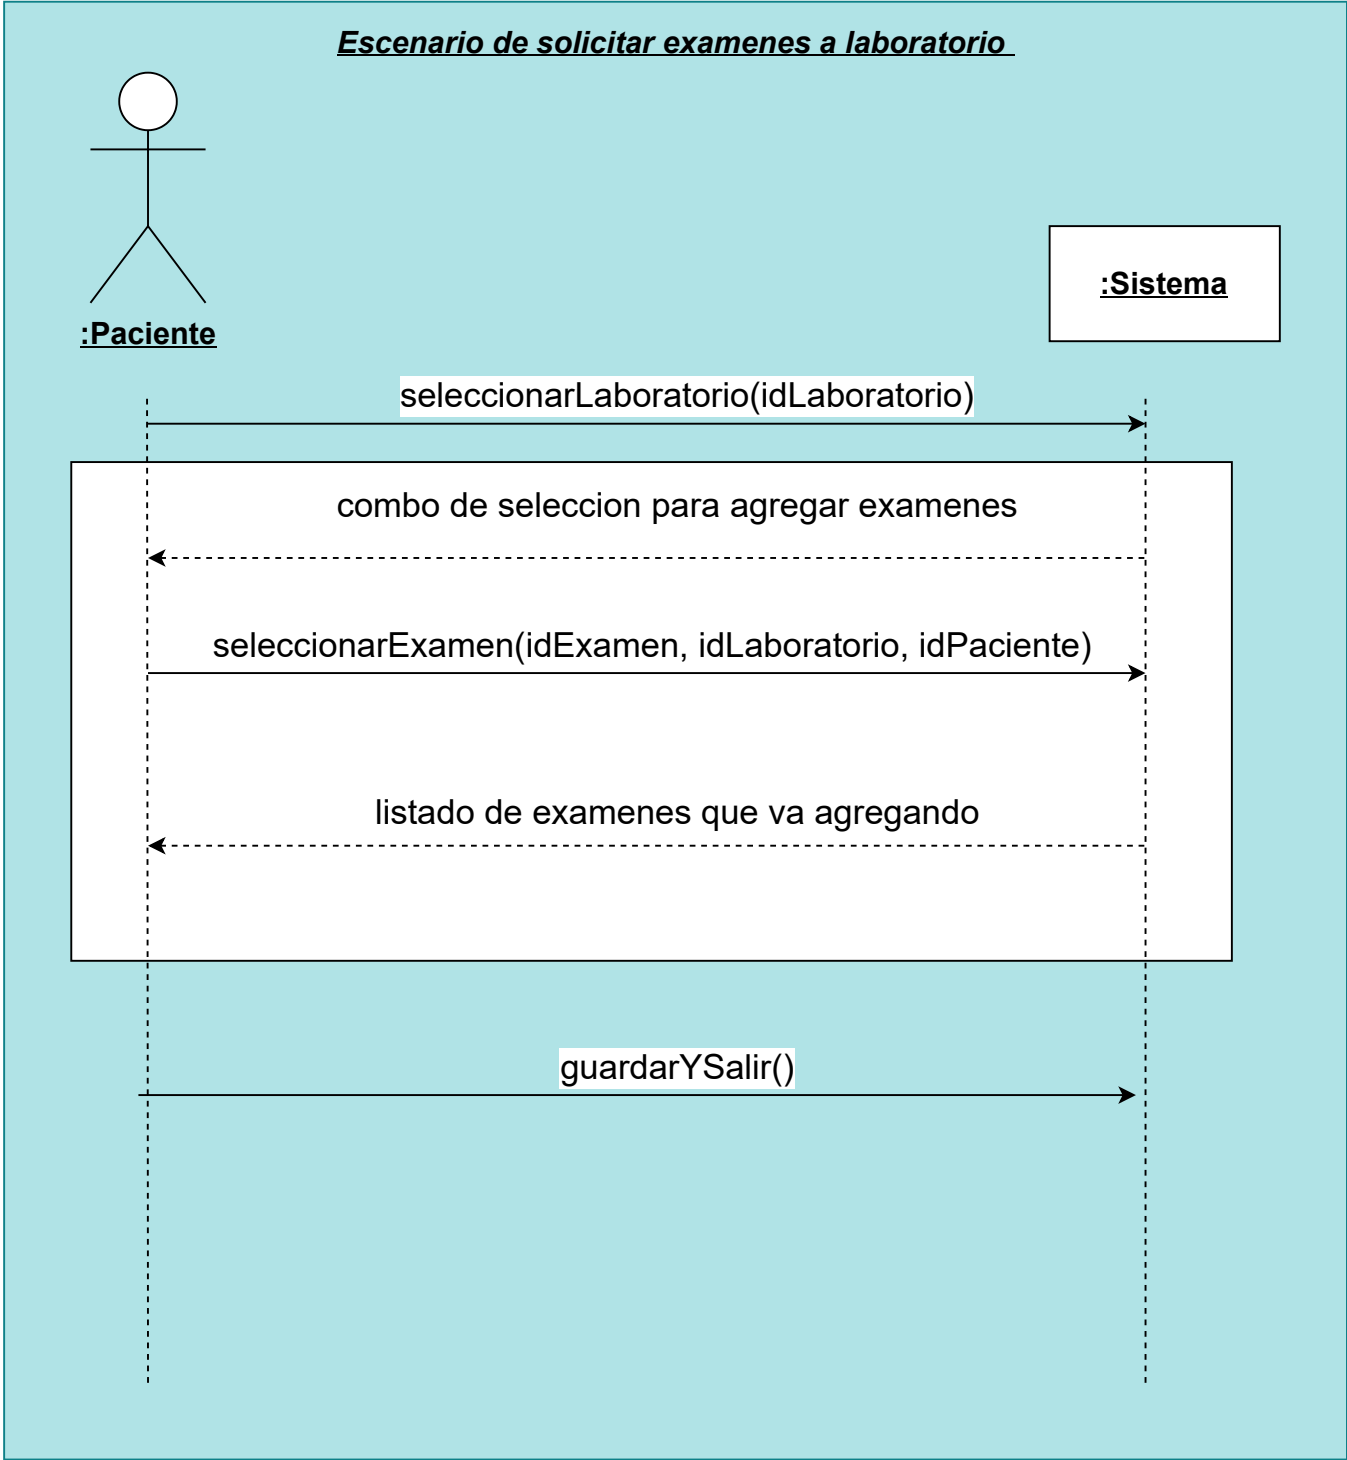 Escenario de solicitar examenes a laboratorio
:Paciente
:Sistema
seleccionarLaboratorio(idLaboratorio)
combo de seleccion para agregar examenes
seleccionarExamen(idExamen, idLaboratorio, idPaciente)
listado de examenes que va agregando
guardarYSalir()